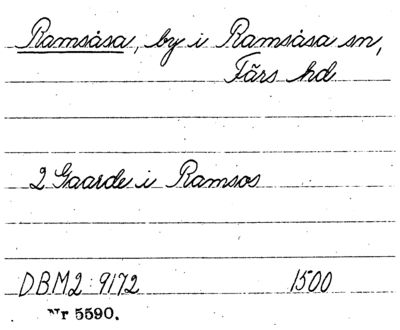 Ramsåsa, by i Ramsåsa sn,
Färs hd
2 Gaarde i Ramsos
DBM2 9172 1500
Nr 5590.